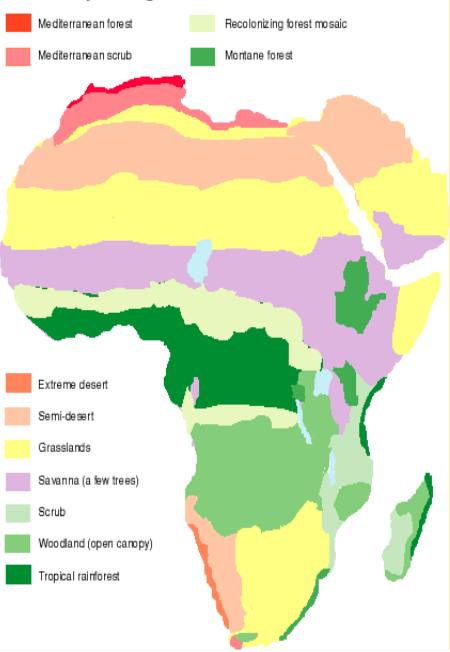 Mediterranean forest
Recolonizing forest mosaic
Mediterranean scrub
Montane forest
Extreme desert
Semi-desert
Grasslands
Savanna (a few trees)
Scrub
Woodland (open canopy)
Tropical rainforest